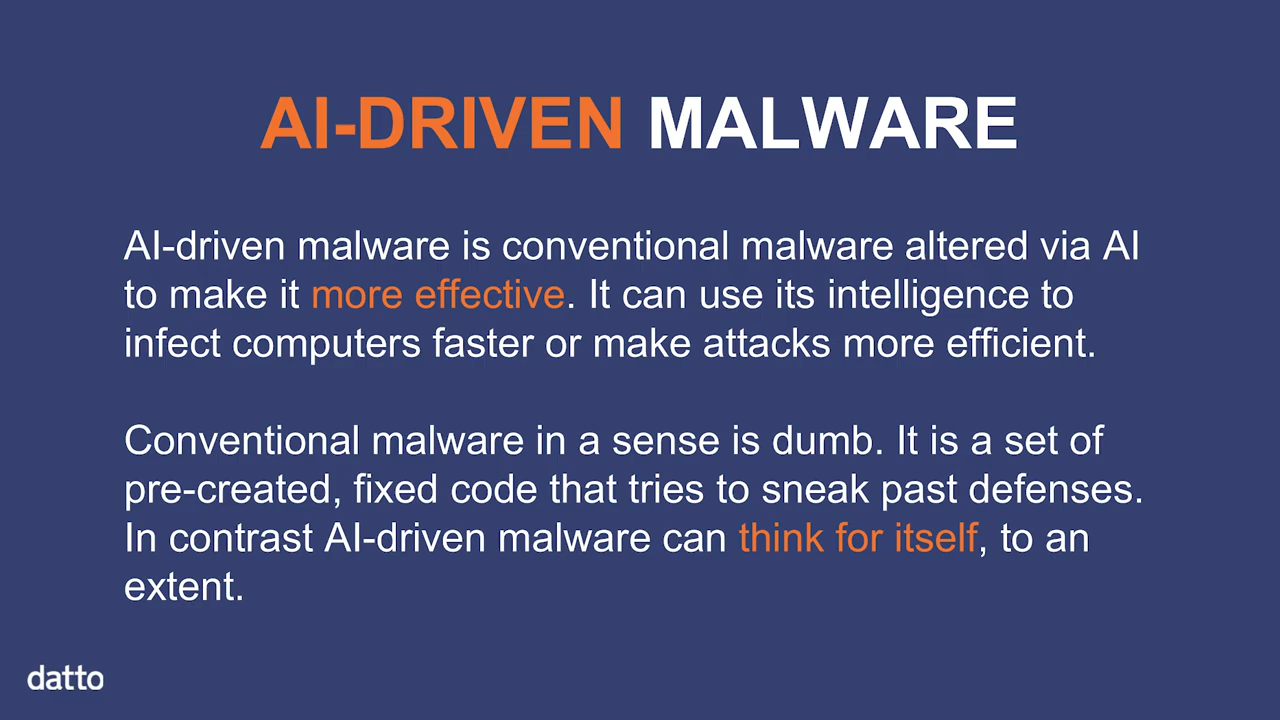 AI-DRIVEN MALWARE
AI-driven malware is conventional malware altered via AI
to make it more effective. It can use its intelligence to
infect computers faster or make attacks more efficient.
Conventional malware in a sense is dumb. It is a set of
pre-created, fixed code that tries to sneak past defenses.
In contrast AI-driven malware can think for itself, to an
extent.
datto